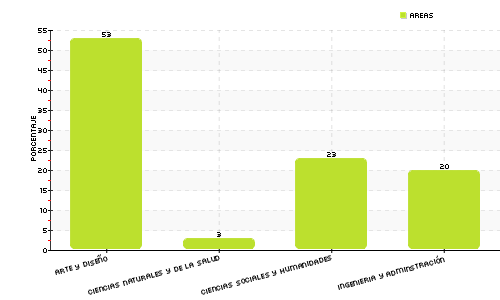 AREAS
PORCENTAJE
55
50
45
40
35
30
25
20
15
10
5
0
53
3
23
20
ARTE Y DISEÑO
CIENCIAS NATURALES Y DE LA SALUD
CIENCIAS SOCIALES Y HUMANIDADES
INGENIERIA Y ADMINISTRACIÓN